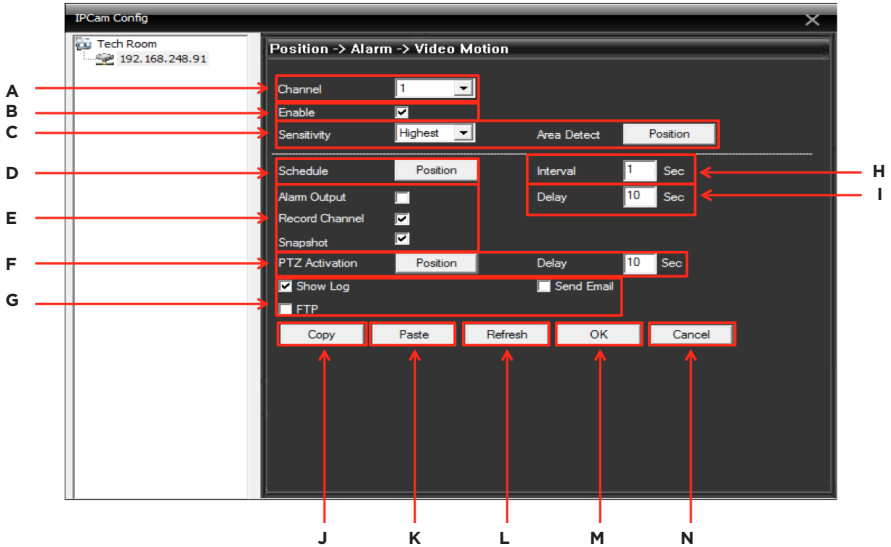 IPCam Config
Tech Room
192.168.248.91
Position -> Alarm -> Video Motion
A
Channel 1
B
Enable
C
Sensitivity Highest Area Detect Position
D
Schedule Position Interval 1 Sec
H
Alarm Output Delay 10 Sec
I
E
Record Channel
Snapshot
F
PTZ Activation Position Delay 10 Sec
G
Show Log Send Email
FTP
Copy Paste Refresh OK Cancel
J K L M N